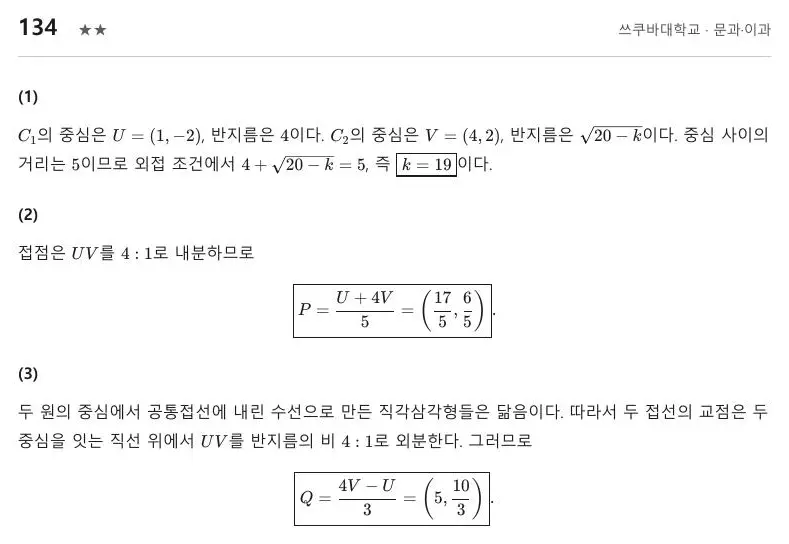 134 ★★ 쓰쿠바대학교 · 문과·이과
(1)
C₁의 중심은 U = (1, −2), 반지름은 4이다. C₂의 중심은 V = (4, 2), 반지름은 √(20 − k)이다. 중심 사이의
거리는 5이므로 외접 조건에서 4 + √(20 − k) = 5, 즉 k = 19이다.
(2)
접점은 UV를 4 : 1로 내분하므로
P = (U + 4V)/5 = (17/5, 6/5).
(3)
두 원의 중심에서 공통접선에 내린 수선으로 만든 직각삼각형들은 닮음이다. 따라서 두 접선의 교점은 두
중심을 잇는 직선 위에서 UV를 반지름의 비 4 : 1로 외분한다. 그러므로
Q = (4V − U)/3 = (5, 10/3).